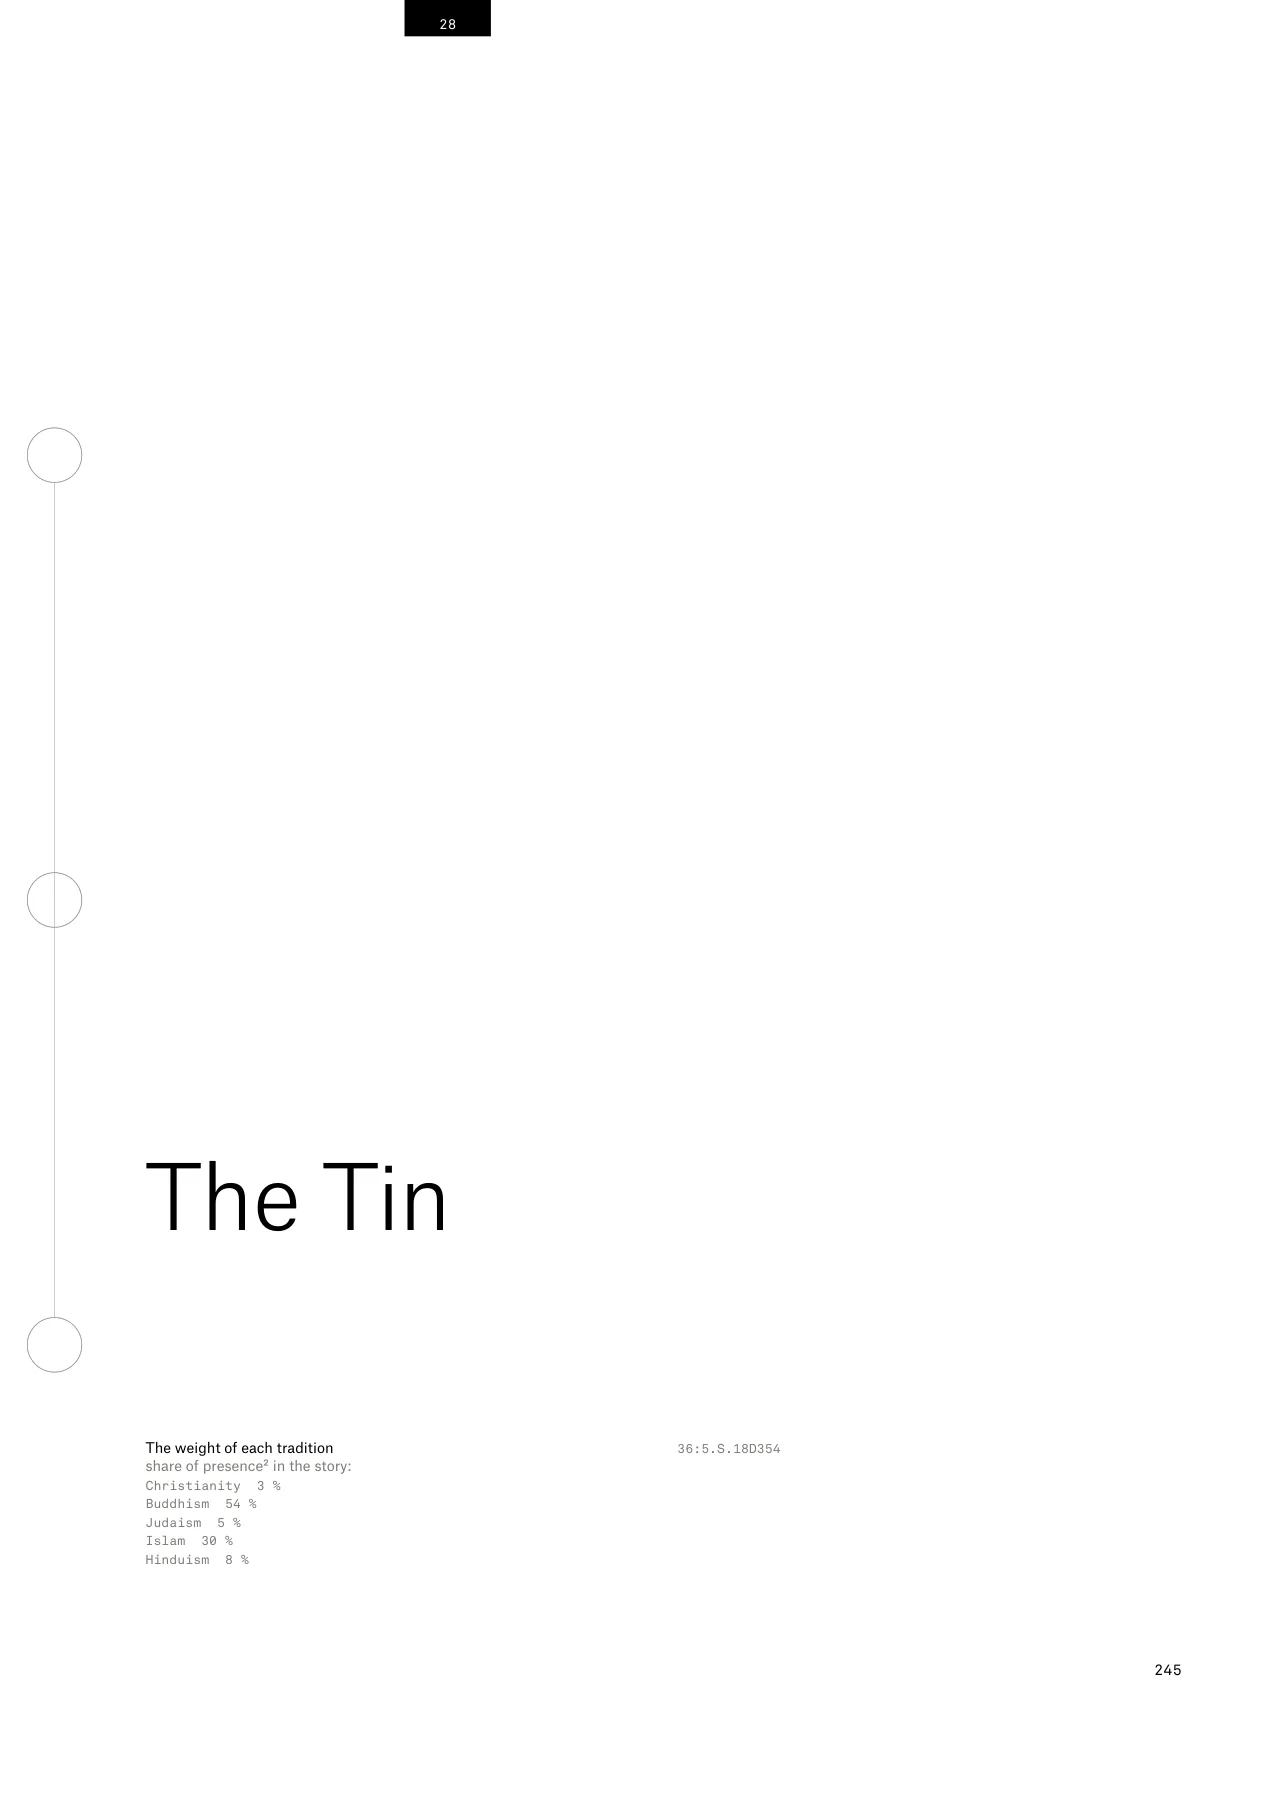 28
The Tin
The weight of each tradition
share of presence² in the story:
Christianity  3 %
Buddhism  54 %
Judaism  5 %
Islam  30 %
Hinduism  8 %
36:5.S.18D354
245